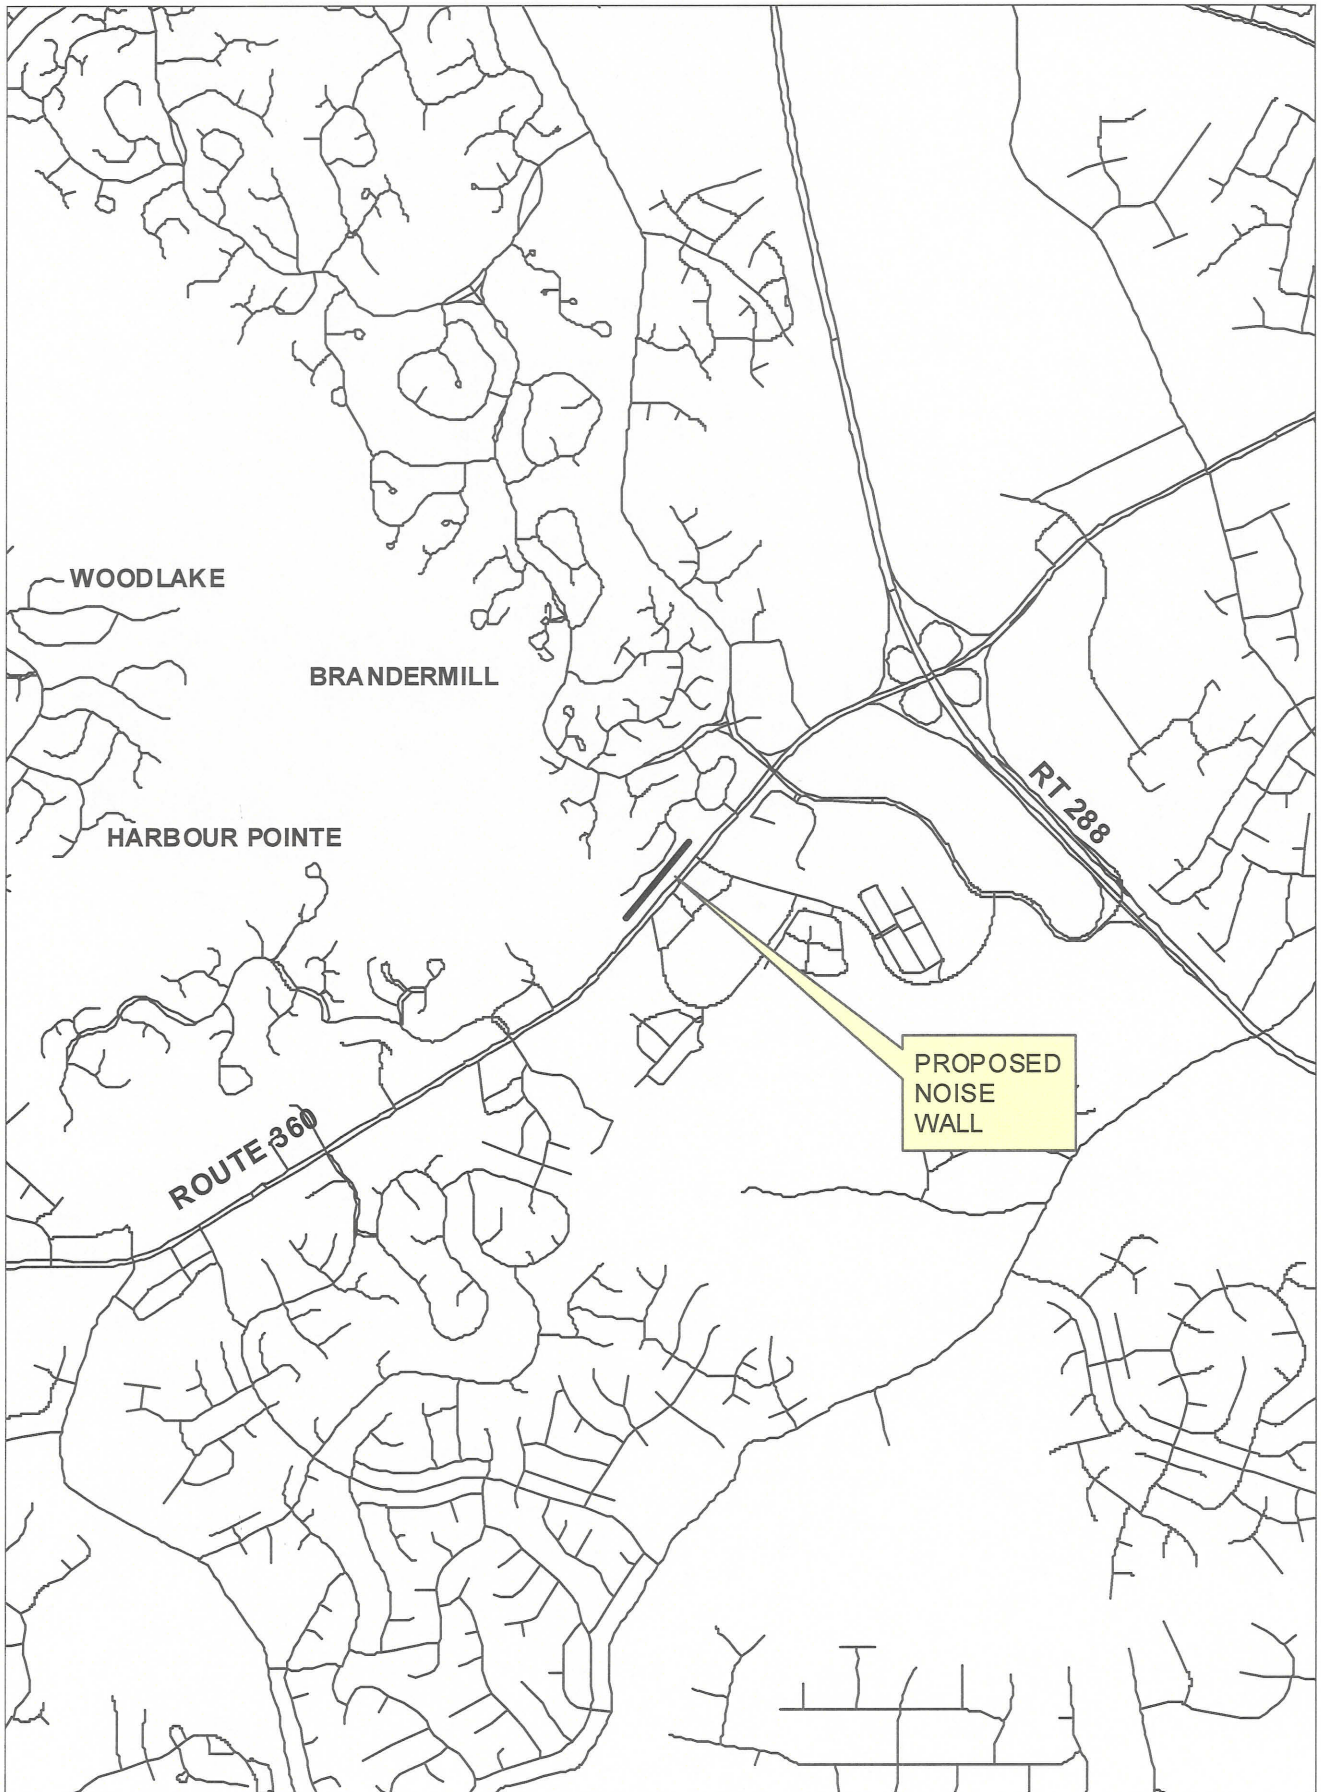 WOODLAKE
BRANDERMILL
RT 288
HARBOUR POINTE
PROPOSED
NOISE
WALL
ROUTE 360